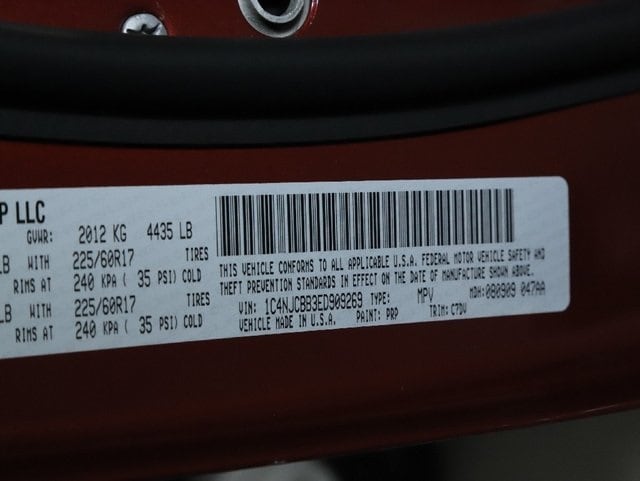 P LLC
GVWR: 2012 KG 4435 LB
LB WITH 225/60R17 TIRES
RIMS AT 240 KPA ( 35 PSI) COLD
LB WITH 225/60R17 TIRES
RIMS AT 240 KPA ( 35 PSI) COLD
THIS VEHICLE CONFORMS TO ALL APPLICABLE U.S.A. FEDERAL MOTOR VEHICLE SAFETY AND
THEFT PREVENTION STANDARDS IN EFFECT ON THE DATE OF MANUFACTURE SHOWN ABOVE.
VIN: 1C4NJCBB3ED909269 TYPE: MPV MDH: 080909 047AA
VEHICLE MADE IN U.S.A. PAINT: PRP TRIM: C7DV